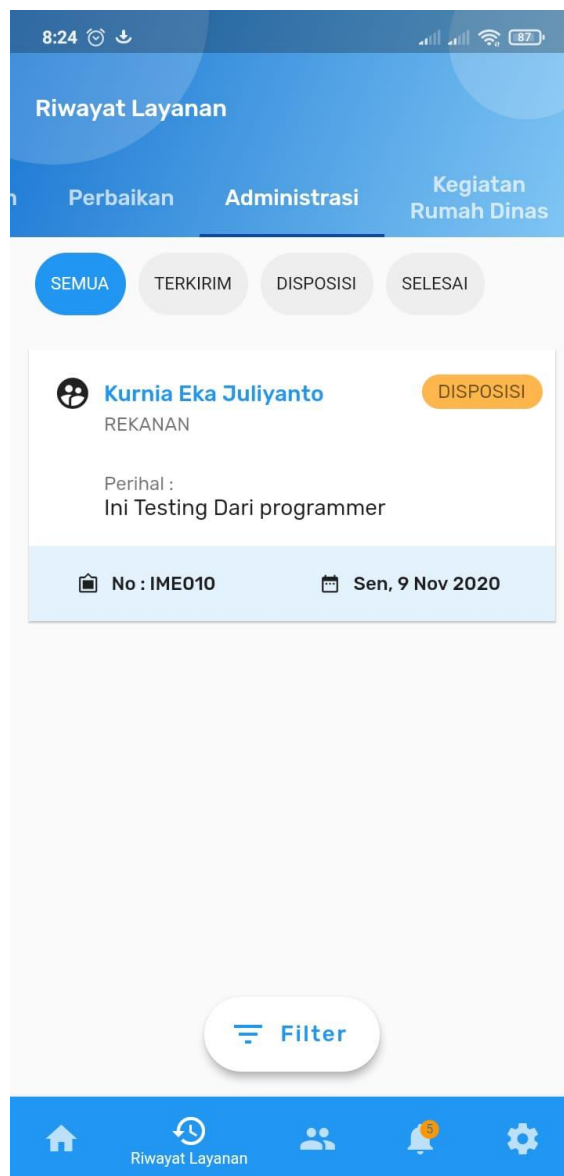 8:24
87
Riwayat Layanan
Perbaikan
Administrasi
Kegiatan
Rumah Dinas
SEMUA
TERKIRIM
DISPOSISI
SELESAI
Kurnia Eka Juliyanto
DISPOSISI
REKANAN
Perihal :
Ini Testing Dari programmer
No : IME010
Sen, 9 Nov 2020
Filter
5
Riwayat Layanan